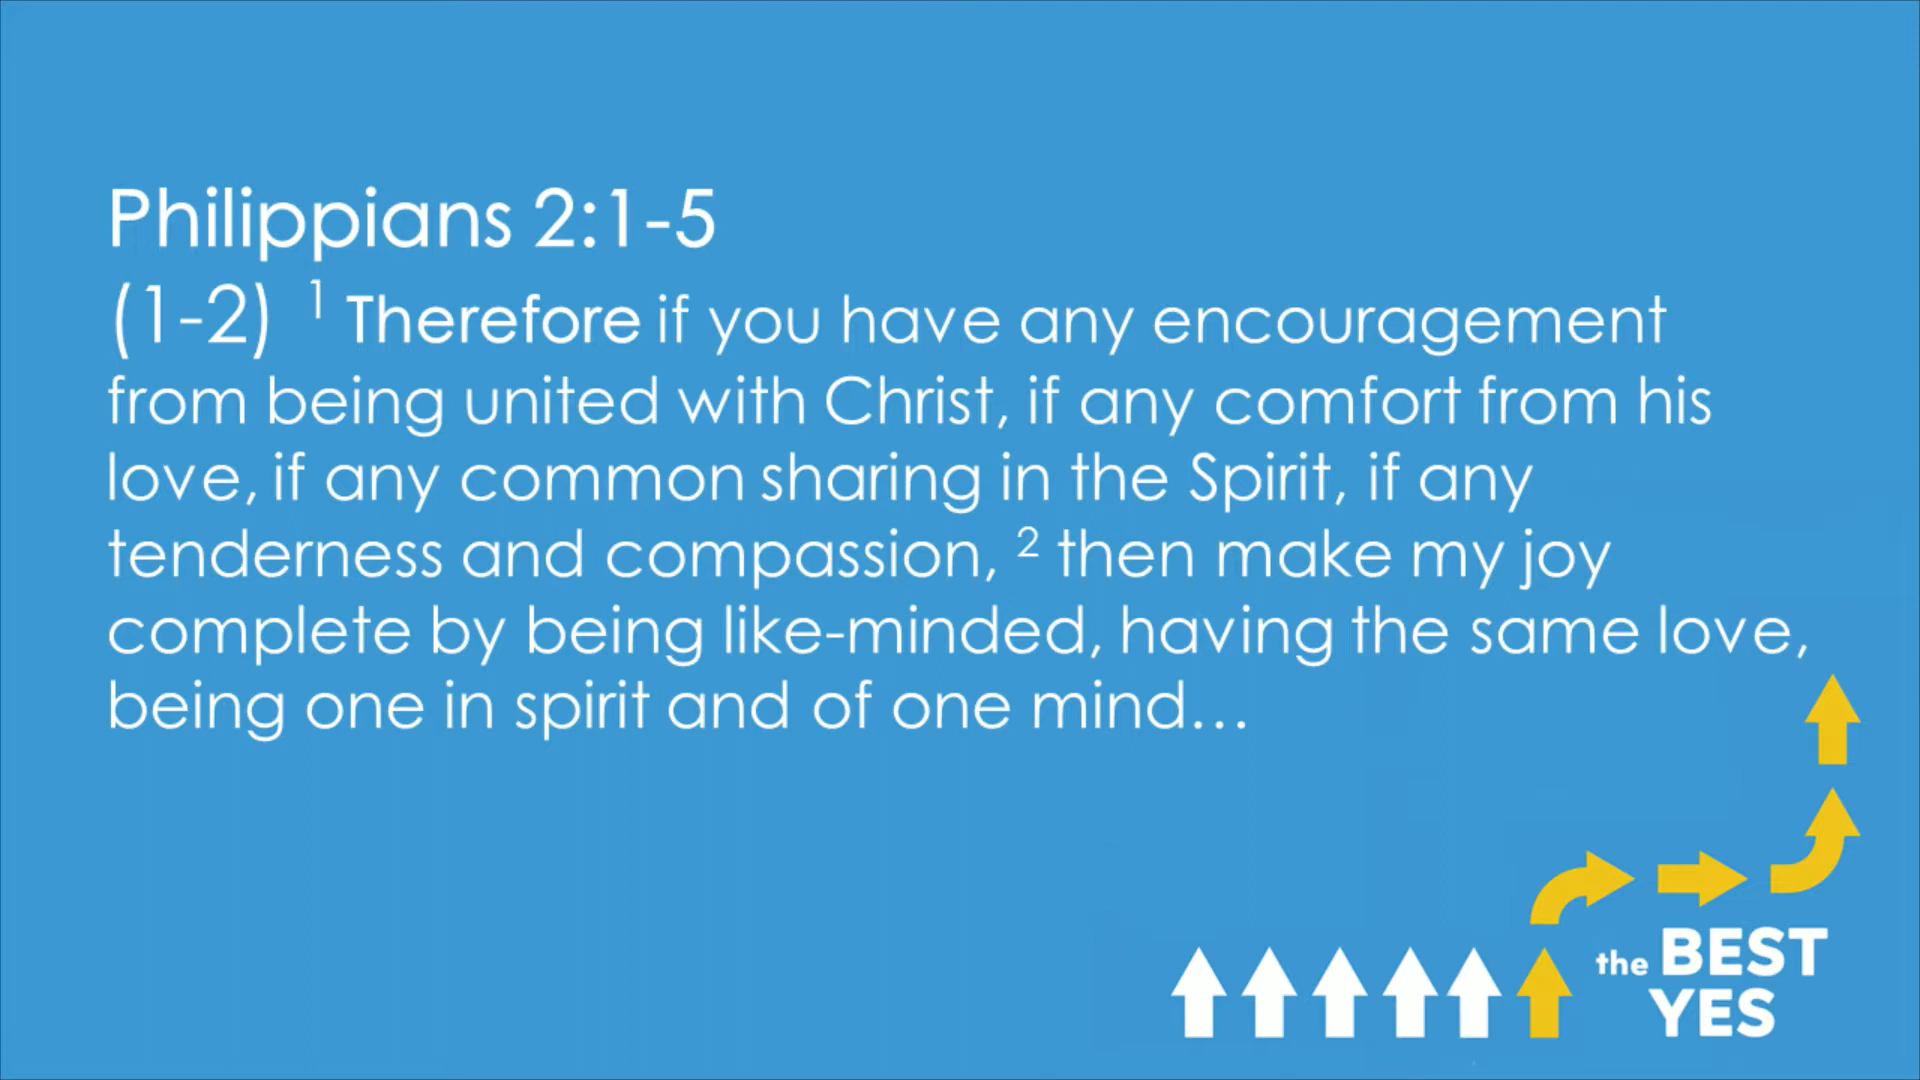 Philippians 2:1-5
(1-2) ¹ Therefore if you have any encouragement
from being united with Christ, if any comfort from his
love, if any common sharing in the Spirit, if any
tenderness and compassion, ² then make my joy
complete by being like-minded, having the same love,
being one in spirit and of one mind…
the BEST
YES